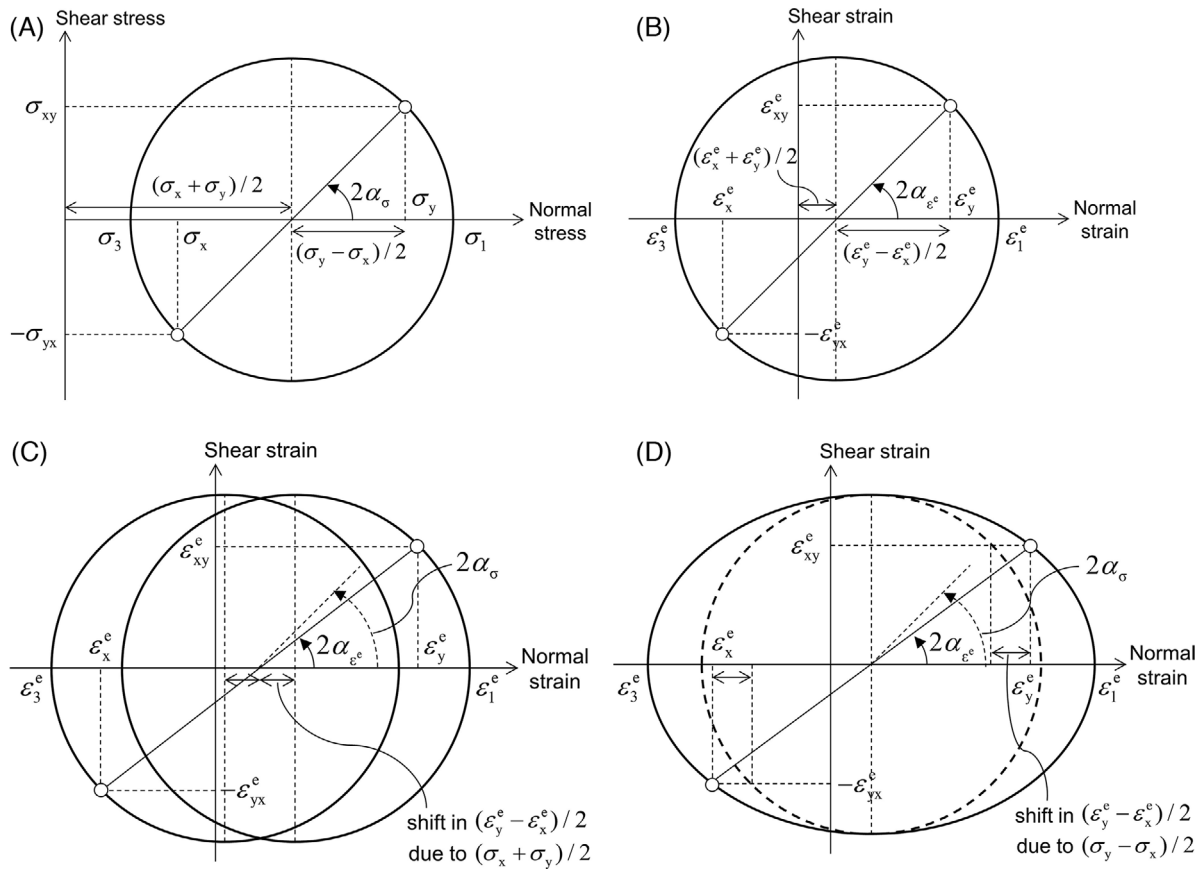 (A)
Shear stress
σxy
(σx + σy)/2
2ασ
σy
Normal
stress
σ3
σx
(σy − σx)/2
σ1
−σyx
(B)
Shear strain
εᵉxy
(εᵉx + εᵉy)/2
εᵉx
2αεᵉ
εᵉy
Normal
strain
εᵉ3
(εᵉy − εᵉx)/2
εᵉ1
−εᵉyx
(C)
Shear strain
εᵉxy
2ασ
εᵉx
2αεᵉ
εᵉy
Normal
strain
εᵉ3
εᵉ1
−εᵉyx
shift in (εᵉy − εᵉx)/2
due to (σx + σy)/2
(D)
Shear strain
εᵉxy
2ασ
εᵉx
2αεᵉ
Normal
strain
εᵉ3
εᵉy
εᵉ1
−εᵉyx
shift in (εᵉy − εᵉx)/2
due to (σy − σx)/2